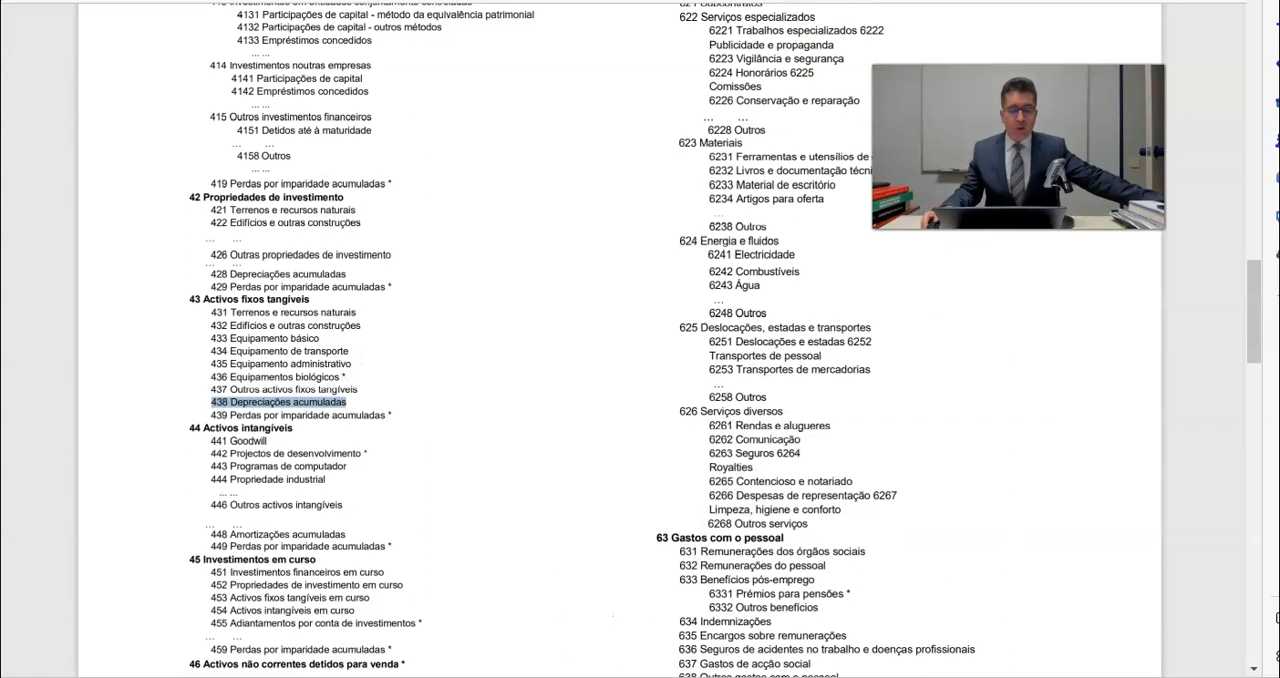 4131 Participações de capital - método da equivalência patrimonial
4132 Participações de capital - outros métodos
4133 Empréstimos concedidos
... ...
414 Investimentos noutras empresas
4141 Participações de capital
4142 Empréstimos concedidos
... ...
415 Outros investimentos financeiros
4151 Detidos até à maturidade
... ...
4158 Outros
... ...
419 Perdas por imparidade acumuladas *
42 Propriedades de investimento
421 Terrenos e recursos naturais
422 Edifícios e outras construções
... ...
426 Outras propriedades de investimento
... ...
428 Depreciações acumuladas
429 Perdas por imparidade acumuladas *
43 Activos fixos tangíveis
431 Terrenos e recursos naturais
432 Edifícios e outras construções
433 Equipamento básico
434 Equipamento de transporte
435 Equipamento administrativo
436 Equipamentos biológicos *
437 Outros activos fixos tangíveis
438 Depreciações acumuladas
439 Perdas por imparidade acumuladas *
44 Activos intangíveis
441 Goodwill
442 Projectos de desenvolvimento *
443 Programas de computador
444 Propriedade industrial
... ...
446 Outros activos intangíveis
... ...
448 Amortizações acumuladas
449 Perdas por imparidade acumuladas *
45 Investimentos em curso
451 Investimentos financeiros em curso
452 Propriedades de investimento em curso
453 Activos fixos tangíveis em curso
454 Activos intangíveis em curso
455 Adiantamentos por conta de investimentos *
... ...
459 Perdas por imparidade acumuladas *
46 Activos não correntes detidos para venda *
622 Serviços especializados
6221 Trabalhos especializados 6222
Publicidade e propaganda
6223 Vigilância e segurança
6224 Honorários 6225
Comissões
6226 Conservação e reparação
... ...
6228 Outros
623 Materiais
6231 Ferramentas e utensílios de
6232 Livros e documentação técni
6233 Material de escritório
6234 Artigos para oferta
...
6238 Outros
624 Energia e fluidos
6241 Electricidade
6242 Combustíveis
6243 Água
...
6248 Outros
625 Deslocações, estadas e transportes
6251 Deslocações e estadas 6252
Transportes de pessoal
6253 Transportes de mercadorias
...
6258 Outros
626 Serviços diversos
6261 Rendas e alugueres
6262 Comunicação
6263 Seguros 6264
Royalties
6265 Contencioso e notariado
6266 Despesas de representação 6267
Limpeza, higiene e conforto
6268 Outros serviços
63 Gastos com o pessoal
631 Remunerações dos órgãos sociais
632 Remunerações do pessoal
633 Benefícios pós-emprego
6331 Prémios para pensões *
6332 Outros benefícios
634 Indemnizações
635 Encargos sobre remunerações
636 Seguros de acidentes no trabalho e doenças profissionais
637 Gastos de acção social